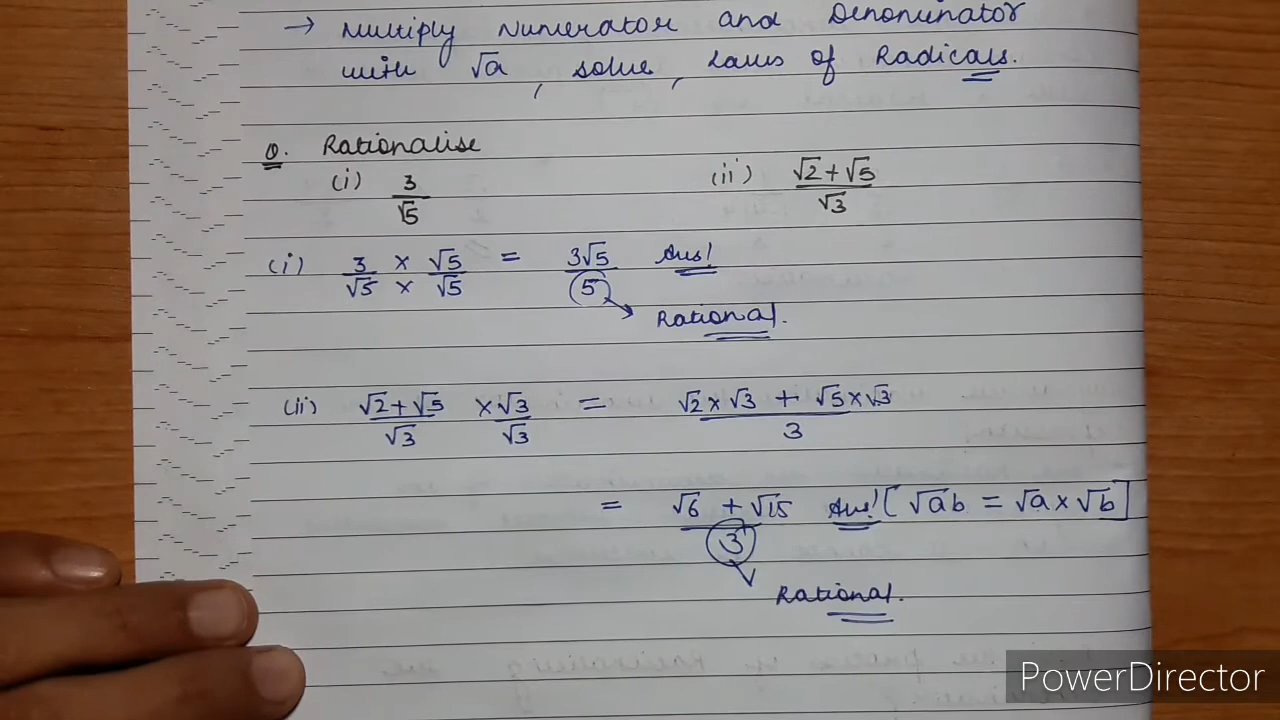 → Multiply Numerator and Denominator
with √a, solve, Laws of Radicals.
Q. Rationalise
(i) 3/√5 (ii) √2+√5/√3
(i) 3/√5 × √5/√5 = 3√5/5 Ans!
Rational.
(ii) √2+√5/√3 × √3/√3 = √2×√3 + √5×√3/3
= √6 + √15/3 Ans! [√ab = √a×√b]
Rational.
PowerDirector